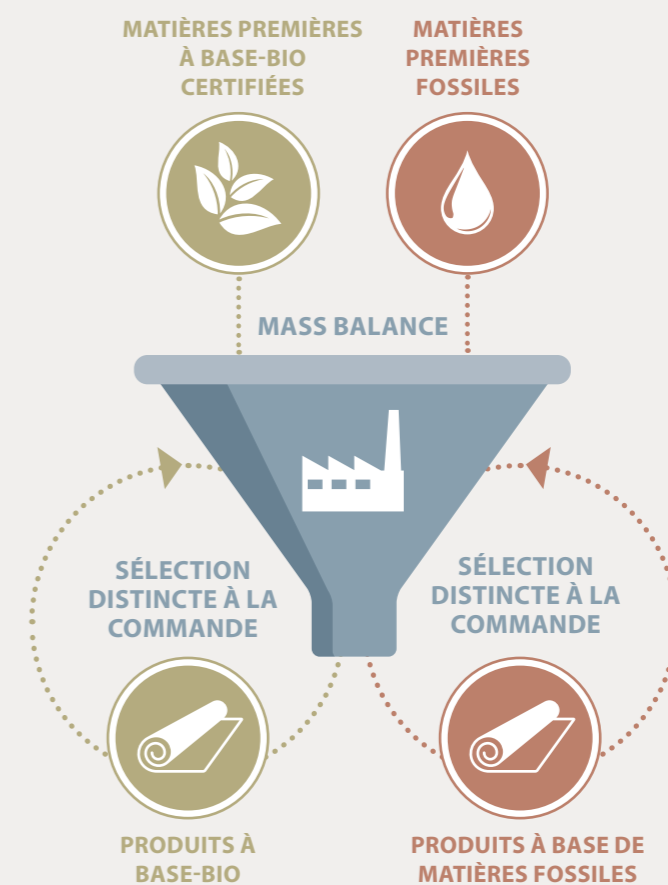 MATIÈRES PREMIÈRES
À BASE-BIO
CERTIFIÉES
MATIÈRES
PREMIÈRES
FOSSILES
MASS BALANCE
SÉLECTION
DISTINCTE À LA
COMMANDE
SÉLECTION
DISTINCTE À LA
COMMANDE
PRODUITS À
BASE-BIO
PRODUITS À BASE DE
MATIÈRES FOSSILES